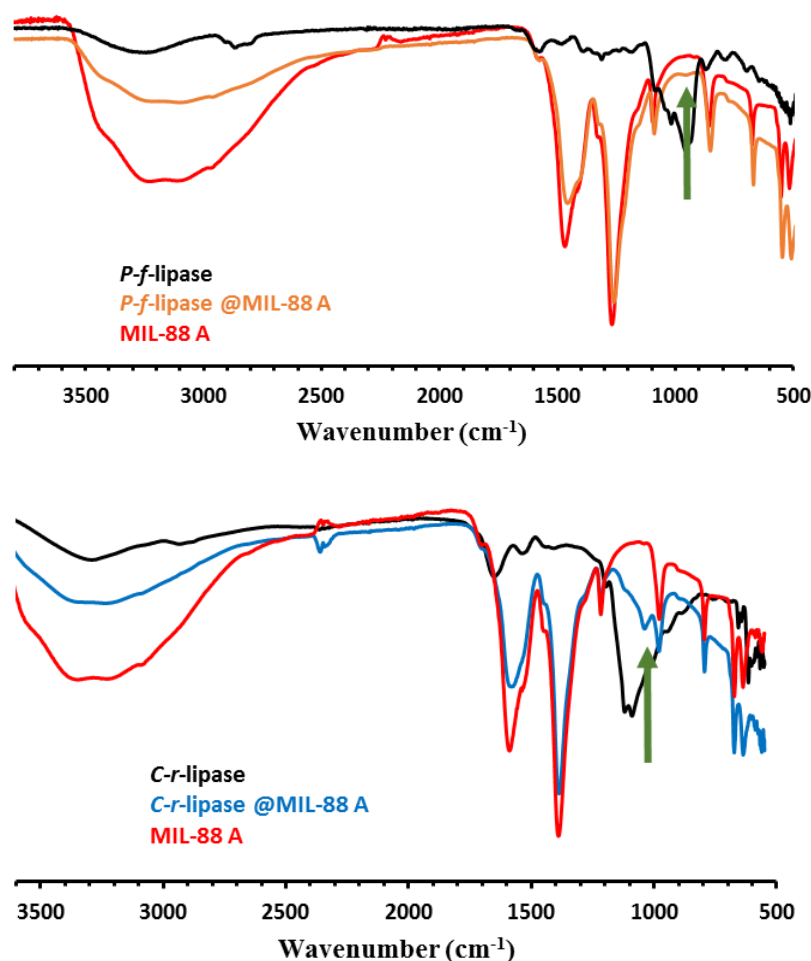 P-f-lipase
P-f-lipase @MIL-88 A
MIL-88 A
3500 3000 2500 2000 1500 1000 500
Wavenumber (cm⁻¹)
C-r-lipase
C-r-lipase @MIL-88 A
MIL-88 A
3500 3000 2500 2000 1500 1000 500
Wavenumber (cm⁻¹)